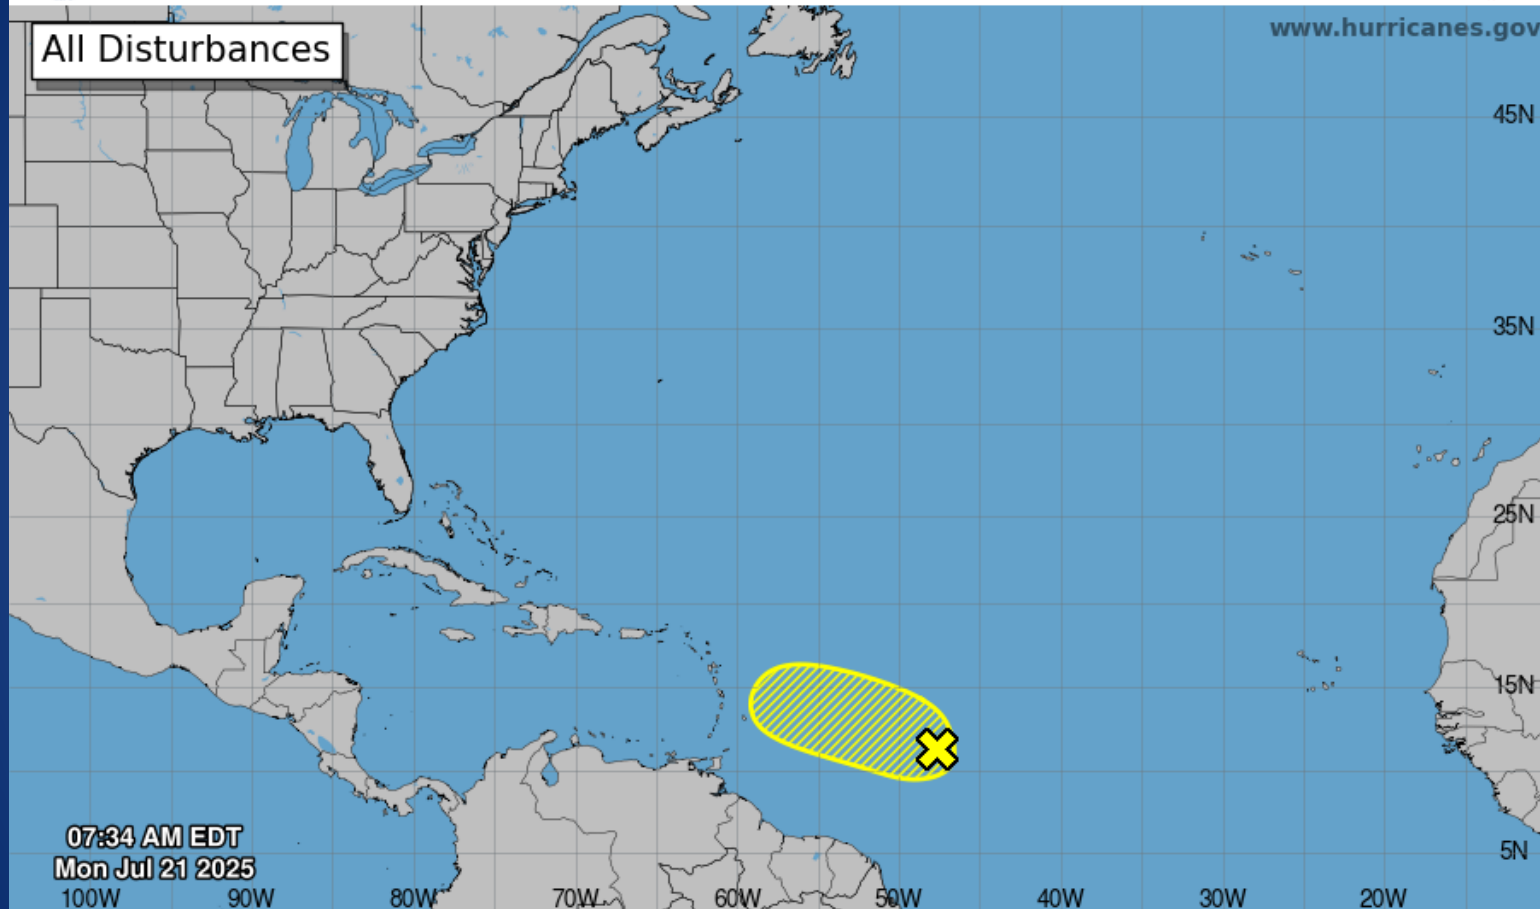 www.hurricanes.gov
All Disturbances
45N
35N
25N
15N
07:34 AM EDT
Mon Jul 21 2025
5N
100W 90W 80W 70W 60W 50W 40W 30W 20W